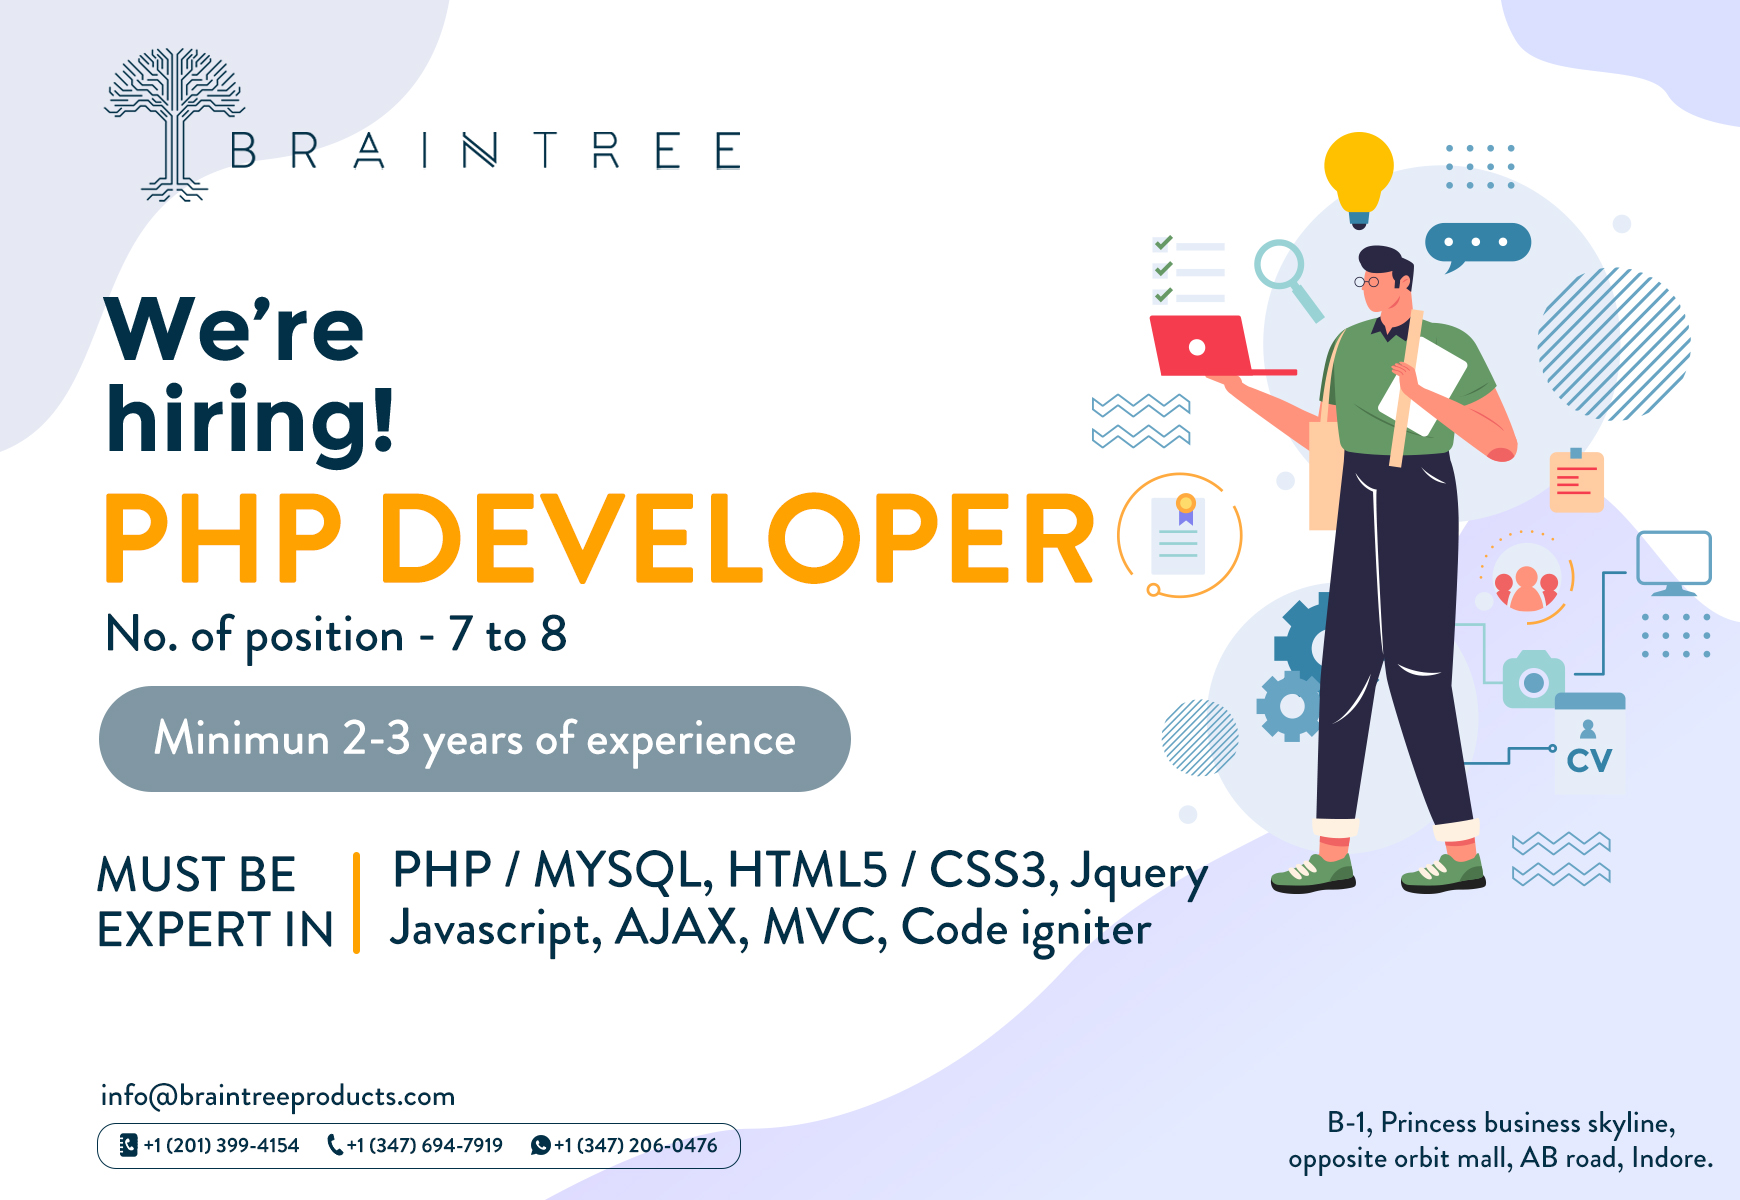 BRAINTREE
We're
hiring!
PHP DEVELOPER
No. of position - 7 to 8
Minimun 2-3 years of experience
MUST BE
EXPERT IN
PHP / MYSQL, HTML5 / CSS3, Jquery
Javascript, AJAX, MVC, Code igniter
CV
info@braintreeproducts.com
+1 (201) 399-4154 +1 (347) 694-7919 +1 (347) 206-0476
B-1, Princess business skyline,
opposite orbit mall, AB road, Indore.